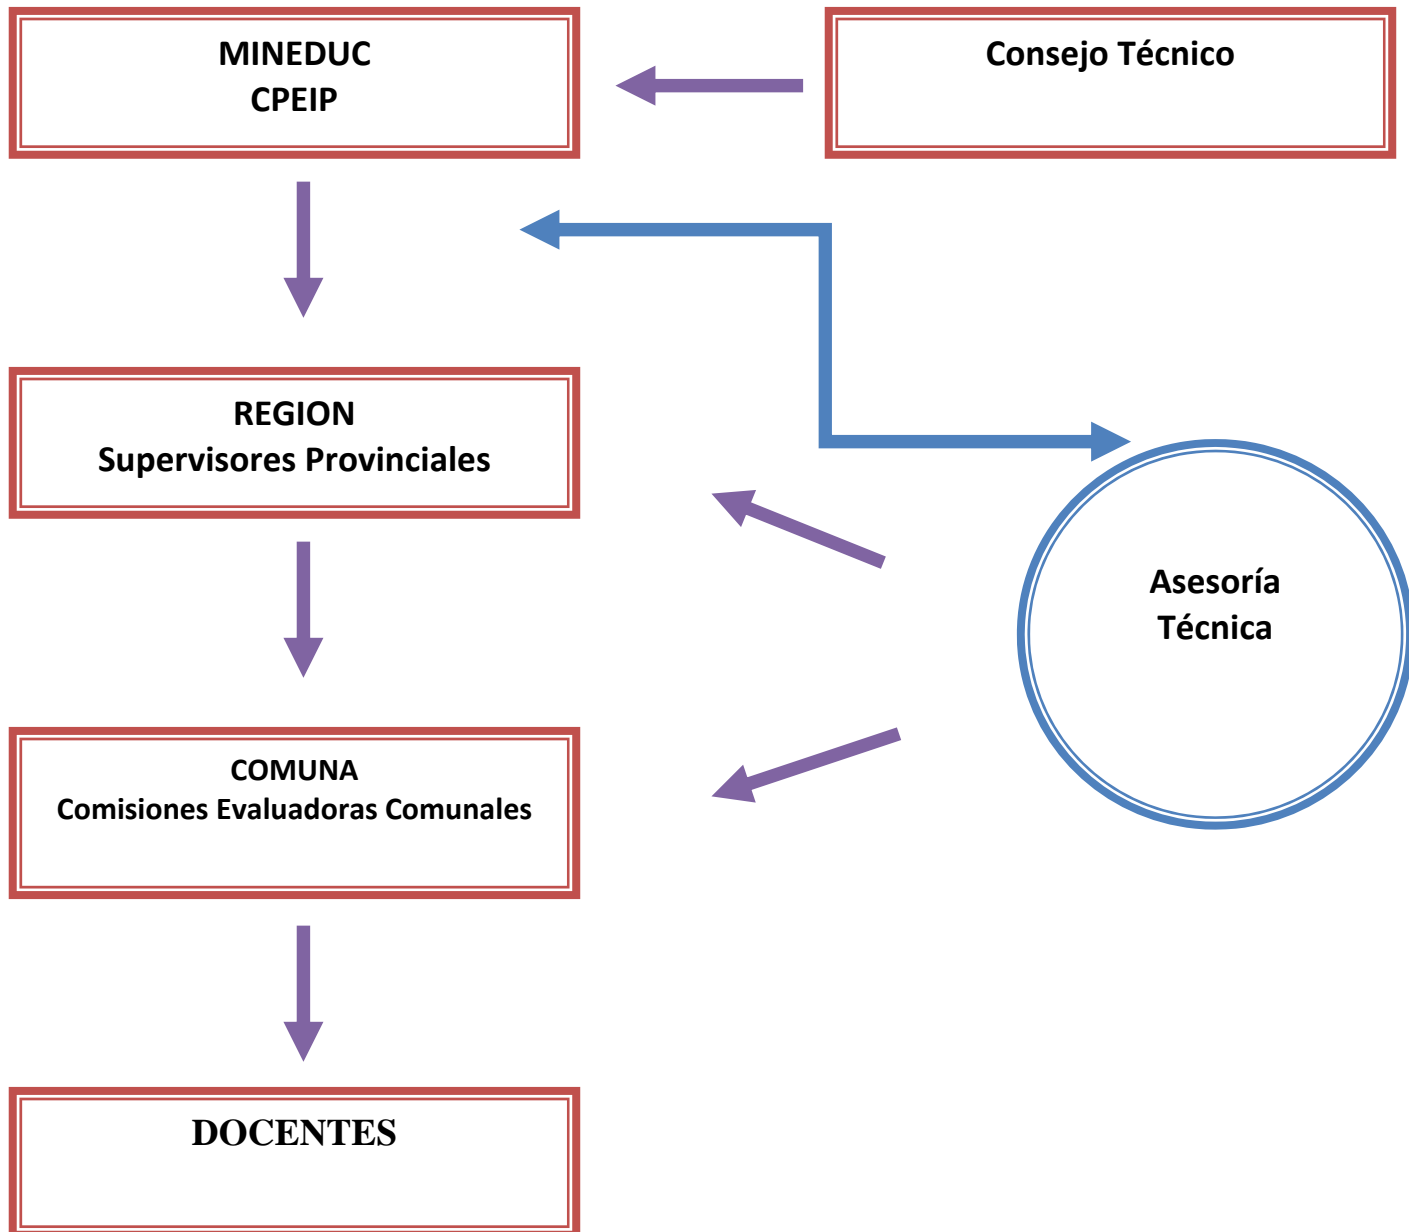 MINEDUC
CPEIP
Consejo Técnico
REGION
Supervisores Provinciales
Asesoría
Técnica
COMUNA
Comisiones Evaluadoras Comunales
DOCENTES